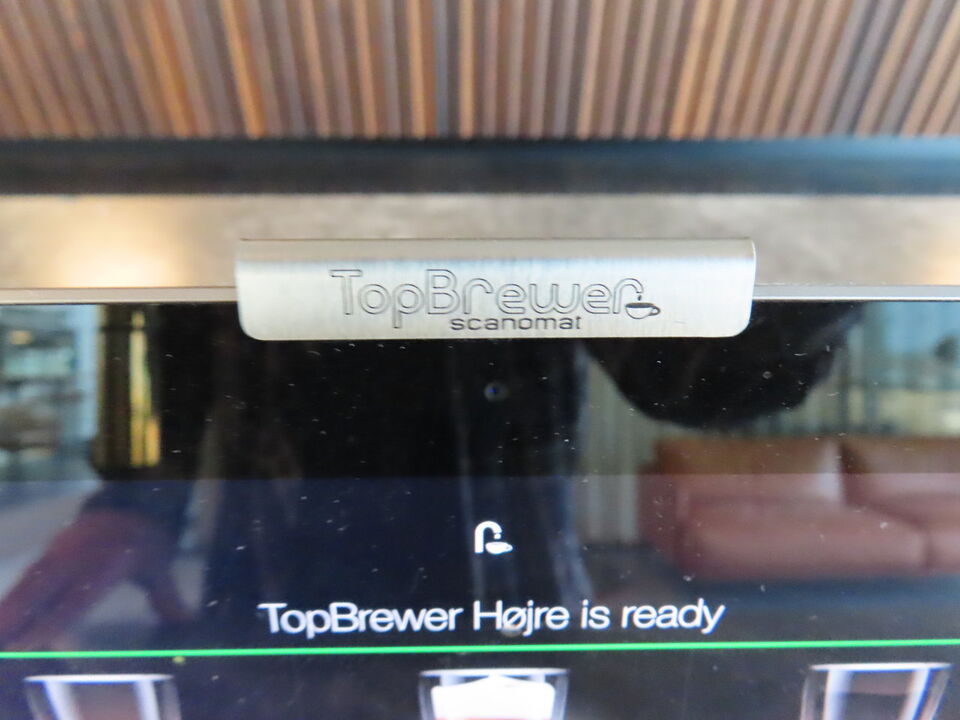 TopBrewer
scanomat
TopBrewer Højre is ready